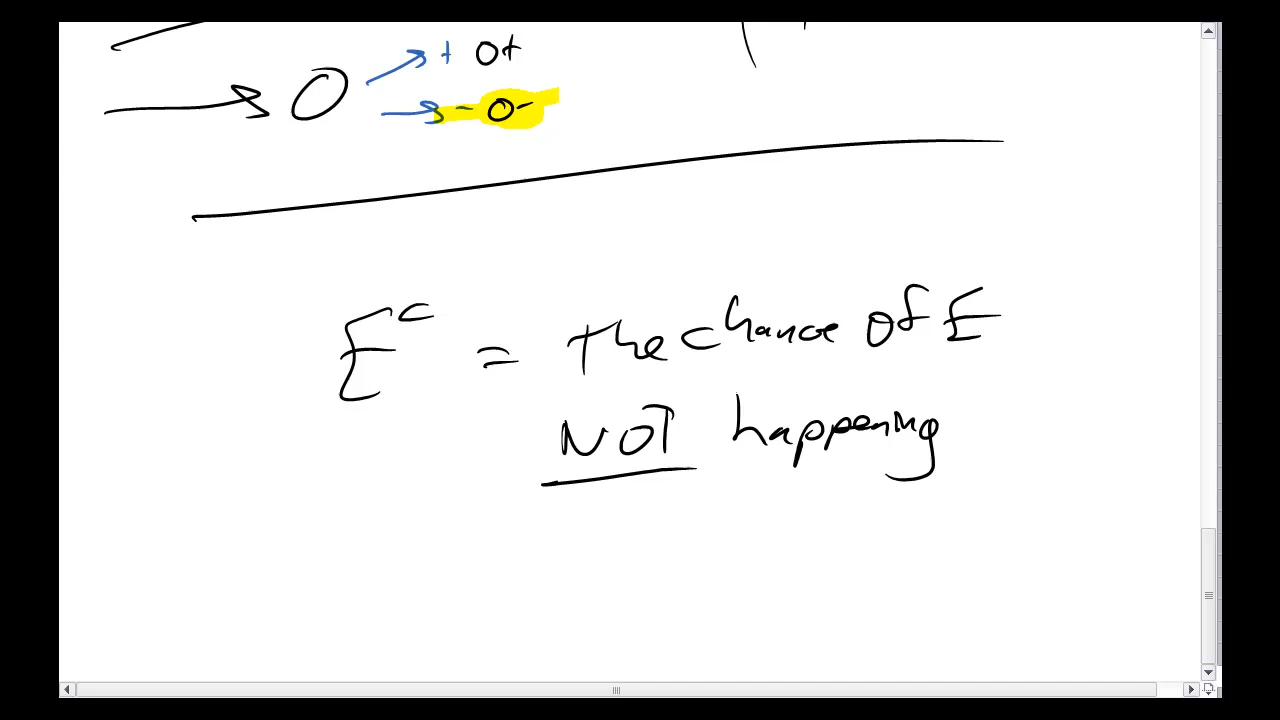 + O+
O
- O-
E^c = the chance of E
NOT happening